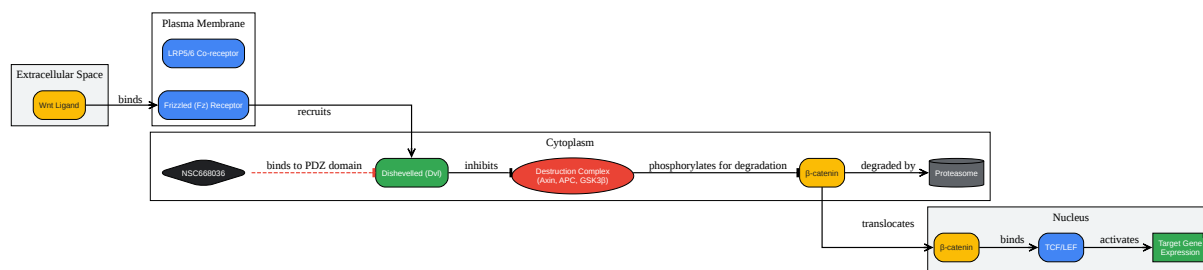 Plasma Membrane
LRP5/6 Co-receptor
Extracellular Space
Wnt Ligand
binds
Frizzled (Fz) Receptor
recruits
Cytoplasm
NSC668036
binds to PDZ domain
Dishevelled (Dvl)
inhibits
Destruction Complex
(Axin, APC, GSK3β)
phosphorylates for degradation
β-catenin
degraded by
Proteasome
translocates
Nucleus
β-catenin
binds
TCF/LEF
activates
Target Gene
Expression